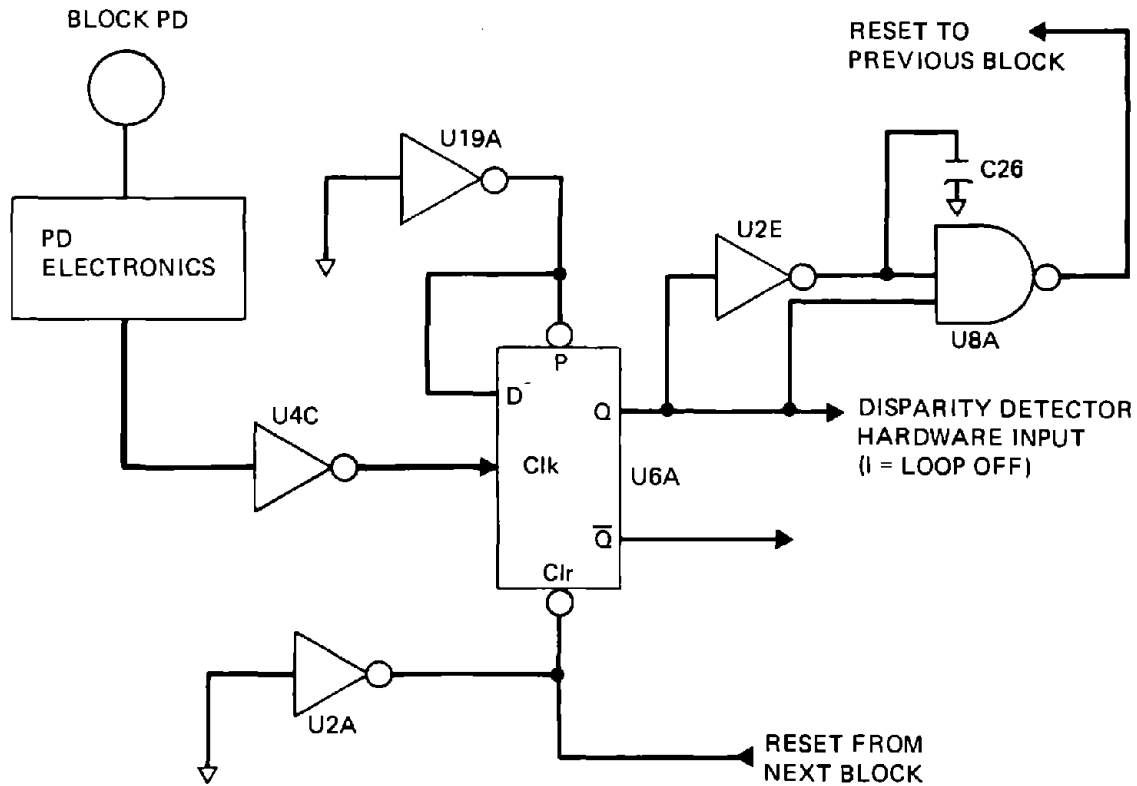 BLOCK PD
RESET TO
PREVIOUS BLOCK
U19A
C26
PD
ELECTRONICS
U2E
U8A
P
D
Q
U4C
DISPARITY DETECTOR
HARDWARE INPUT
(I = LOOP OFF)
Clk
U6A
Q̅
Clr
U2A
RESET FROM
NEXT BLOCK